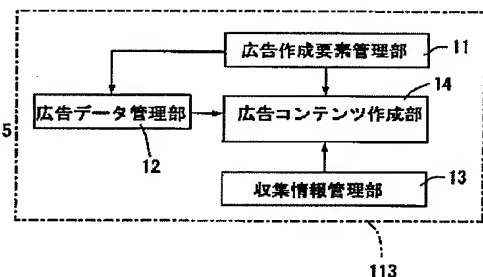 広告作成要素管理部
11
14
広告データ管理部
広告コンテンツ作成部
5
12
収集情報管理部
13
113